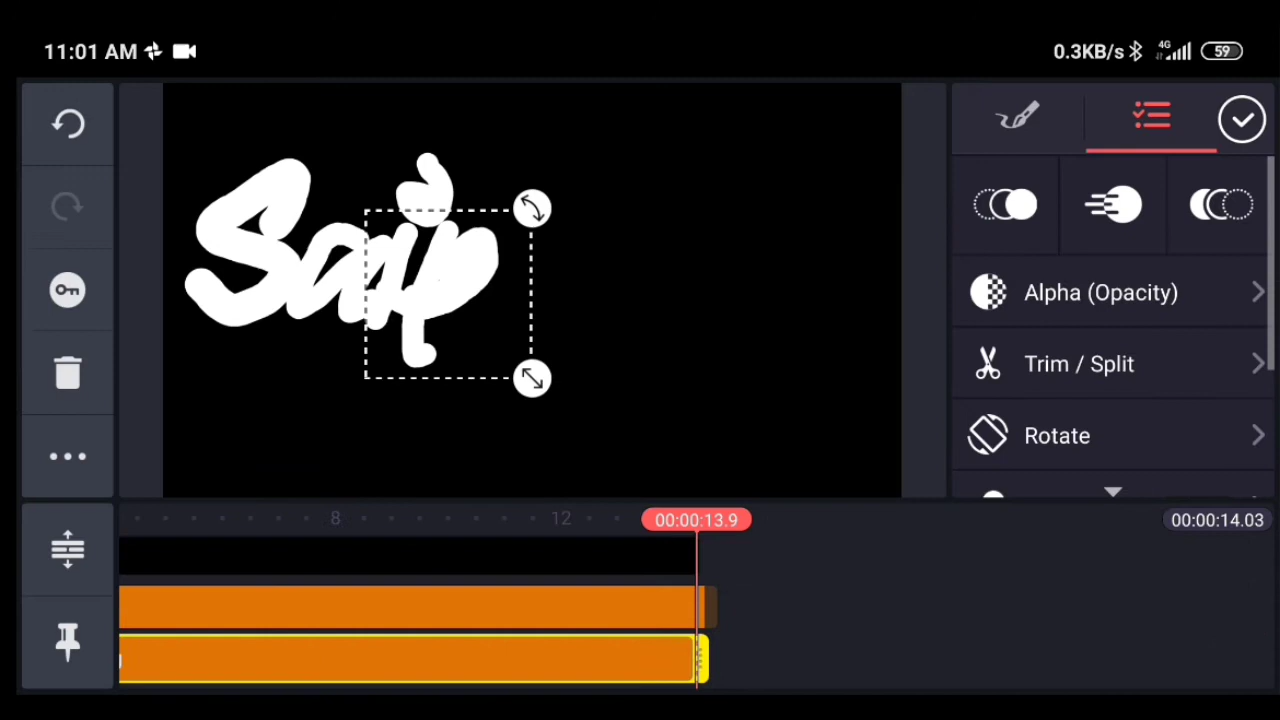 11:01 AM
0.3KB/s 4G 59
Alpha (Opacity)
Trim / Split
Rotate
8 12 00:00:13.9 00:00:14.03